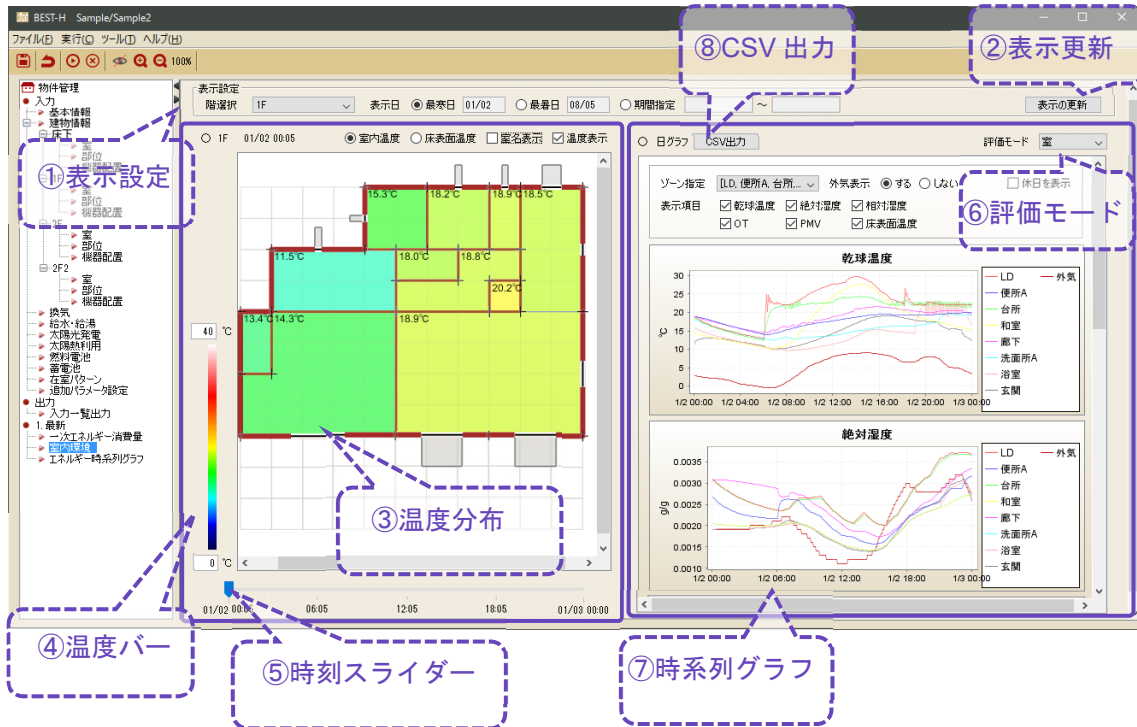 BEST-H Sample/Sample2
ファイル(F) 実行(C) ツール(T) ヘルプ(H)
100%
⑧CSV 出力
②表示更新
物件管理
入力
基本情報
建物情報
床下
室
部位
機器配置
1F
室
部位
機器配置
2F
室
部位
機器配置
2F2
室
部位
機器配置
換気
給水・給湯
太陽光発電
太陽熱利用
燃料電池
蓄電池
在室パターン
追加パラメータ設定
出力
入力一覧出力
1.最新
一次エネルギー消費量
室内環境
エネルギー時系列グラフ
①表示設定
表示設定
階選択 1F 表示日 最寒日 01/02 最暑日 08/05 期間指定 ～ 表示の更新
1F 01/02 00:05 室内温度 床表面温度 室名表示 温度表示
15.3℃ 18.2℃ 18.9℃ 18.5℃
11.5℃ 18.0℃ 18.8℃
20.2℃
13.4℃ 14.3℃ 18.9℃
40 ℃
0 ℃
③温度分布
01/02 00:05 06:05 12:05 18:05 01/03 00:00
④温度バー
⑤時刻スライダー
日グラフ CSV出力 評価モード 室
ゾーン指定 [LD, 便所A, 台所,... 外気表示 する しない 休日を表示
表示項目 乾球温度 絶対湿度 相対湿度
OT PMV 床表面温度
⑥評価モード
乾球温度
℃
30
25
20
15
10
5
0
1/2 00:00 1/2 04:00 1/2 08:00 1/2 12:00 1/2 16:00 1/2 20:00 1/3 00:00
LD 外気
便所A
台所
和室
廊下
洗面所A
浴室
玄関
絶対湿度
g/g
0.0035
0.0030
0.0025
0.0020
0.0015
0.0010
1/2 00:00 1/2 06:00 1/2 12:00 1/2 18:00 1/3 00:00
LD 外気
便所A
台所
和室
廊下
洗面所A
浴室
玄関
⑦時系列グラフ